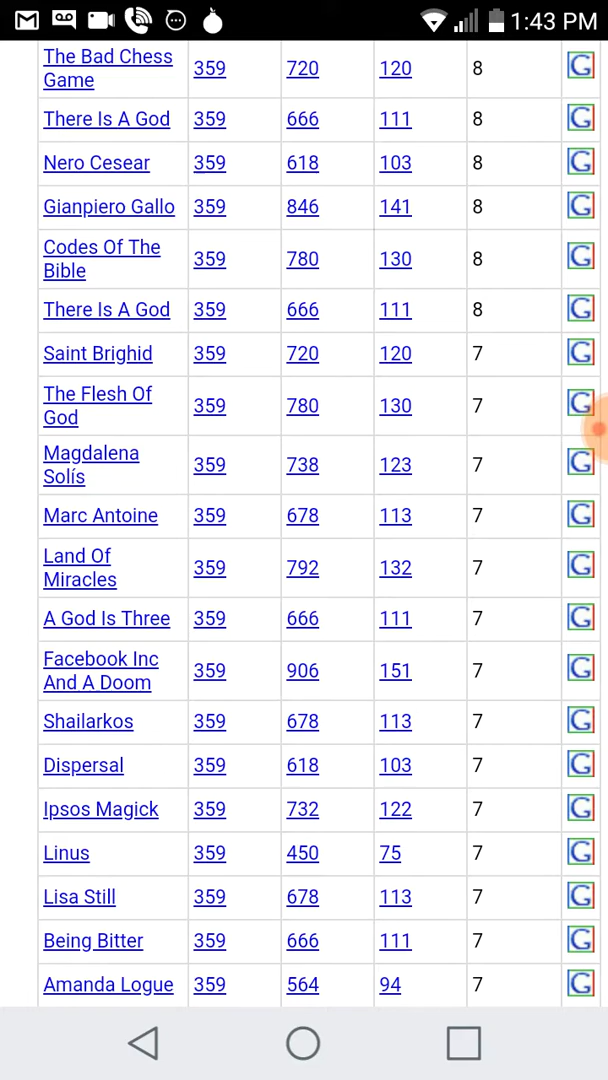 1:43 PM
The Bad Chess Game 359 720 120 8 G
There Is A God 359 666 111 8 G
Nero Cesear 359 618 103 8 G
Gianpiero Gallo 359 846 141 8 G
Codes Of The Bible 359 780 130 8 G
There Is A God 359 666 111 8 G
Saint Brighid 359 720 120 7 G
The Flesh Of God 359 780 130 7 G
Magdalena Solís 359 738 123 7 G
Marc Antoine 359 678 113 7 G
Land Of Miracles 359 792 132 7 G
A God Is Three 359 666 111 7 G
Facebook Inc And A Doom 359 906 151 7 G
Shailarkos 359 678 113 7 G
Dispersal 359 618 103 7 G
Ipsos Magick 359 732 122 7 G
Linus 359 450 75 7 G
Lisa Still 359 678 113 7 G
Being Bitter 359 666 111 7 G
Amanda Logue 359 564 94 7 G